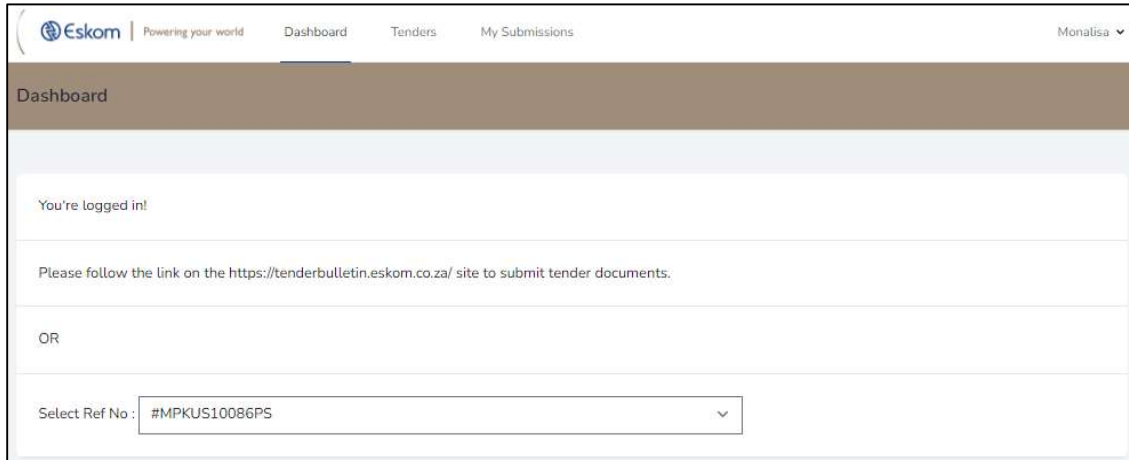 Eskom Powering your world Dashboard Tenders My Submissions Monalisa
Dashboard
You're logged in!
Please follow the link on the https://tenderbulletin.eskom.co.za/ site to submit tender documents.
OR
Select Ref No : #MPKUS10086PS